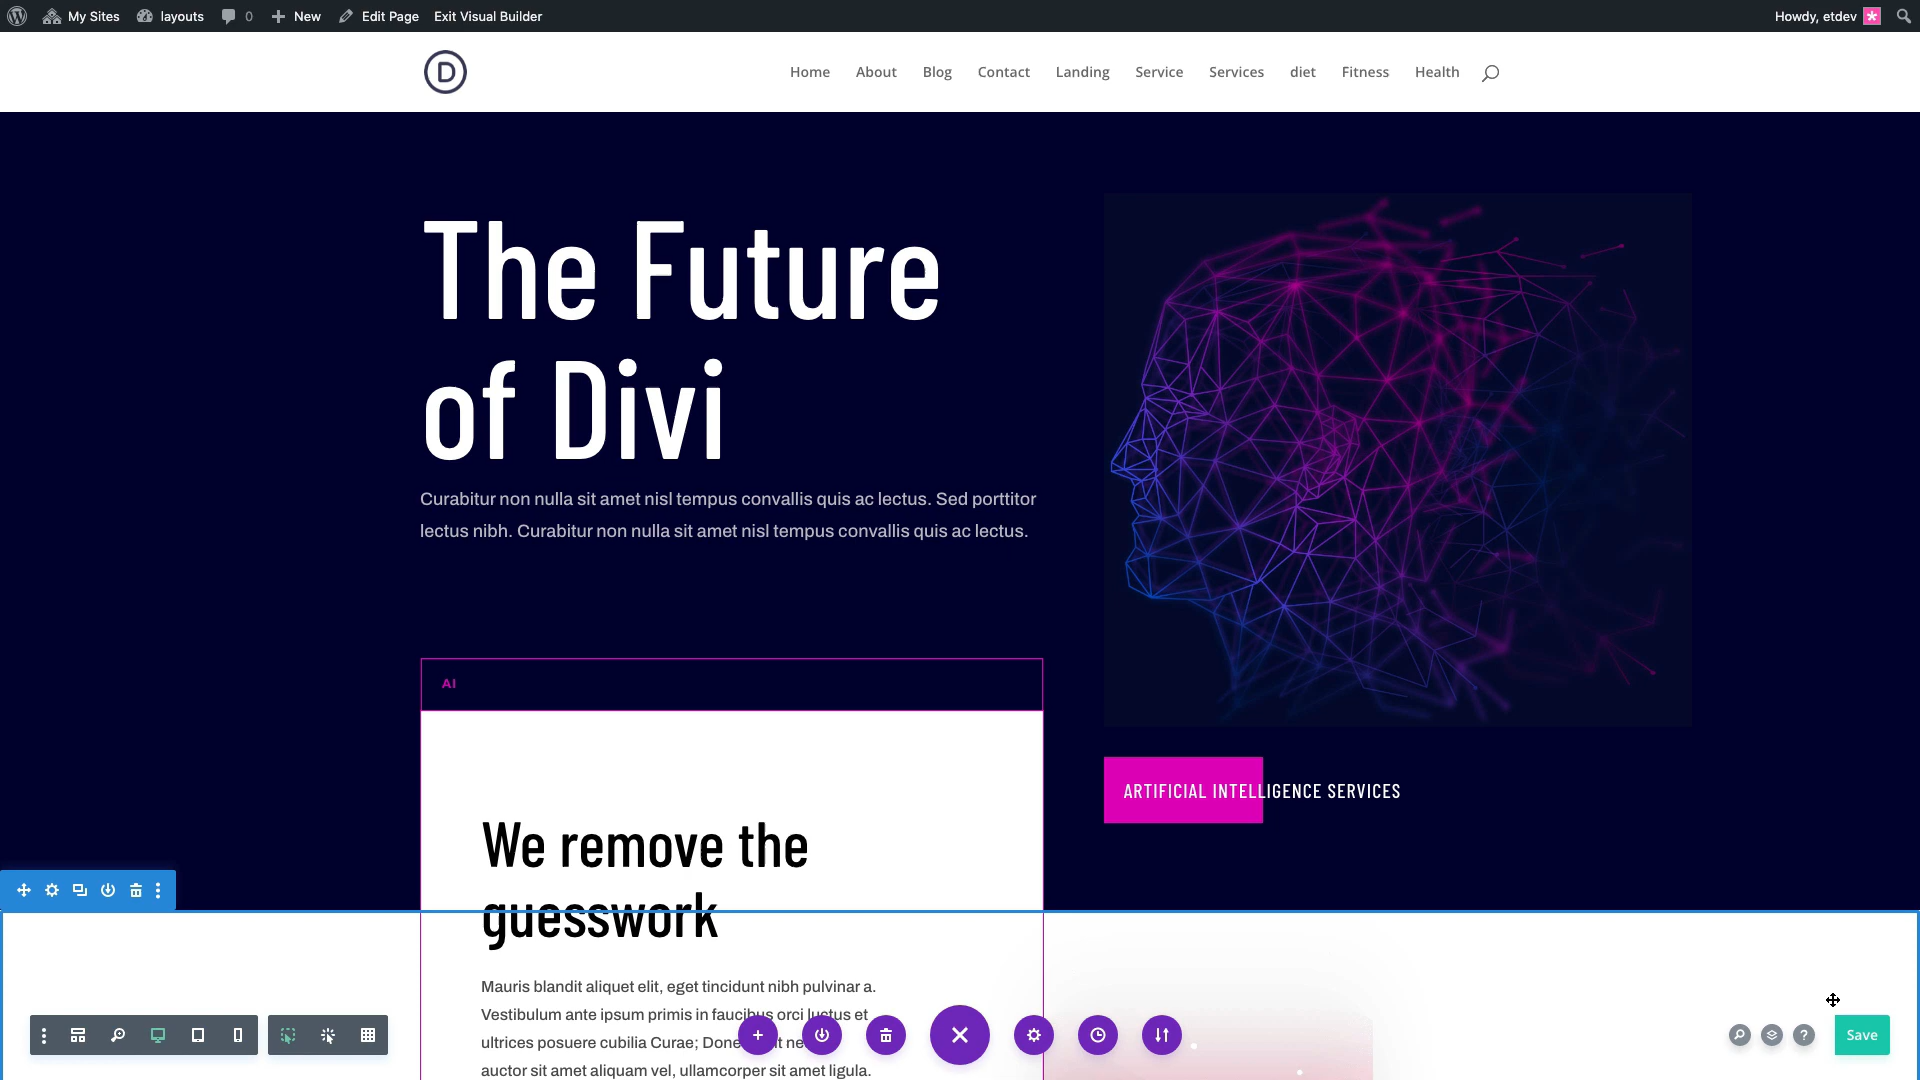 My Sites
layouts
0
New
Edit Page
Exit Visual Builder
Howdy, etdev
D
Home
About
Blog
Contact
Landing
Service
Services
diet
Fitness
Health
The Future
of Divi
Curabitur non nulla sit amet nisl tempus convallis quis ac lectus. Sed porttitor
lectus nibh. Curabitur non nulla sit amet nisl tempus convallis quis ac lectus.
AI
ARTIFICIAL INTELLIGENCE SERVICES
We remove the
guesswork
Mauris blandit aliquet elit, eget tincidunt nibh pulvinar a.
Vestibulum ante ipsum primis in faucibus orci luctus et
ultrices posuere cubilia Curae;
auctor sit amet aliquam vel, ullamcorper sit amet ligula.
?
Save